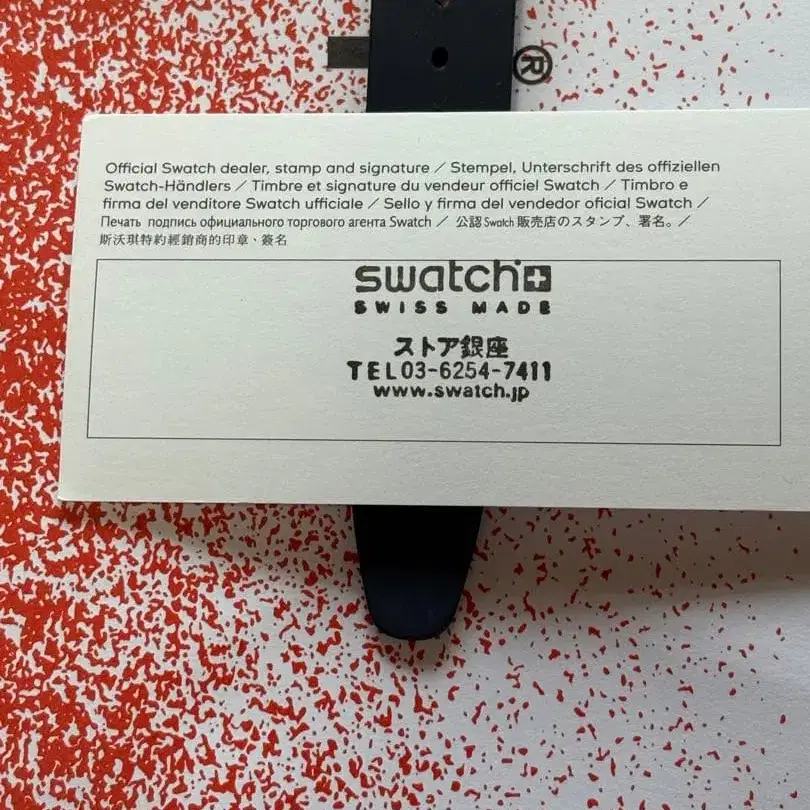 ®
Official Swatch dealer, stamp and signature / Stempel, Unterschrift des offiziellen
Swatch-Händlers / Timbre et signature du vendeur officiel Swatch / Timbro e
firma del venditore Swatch ufficiale / Sello y firma del vendedor oficial Swatch /
Печать подпись официального торгового агента Swatch / 公認 Swatch 販売店のスタンプ、署名。/
斯沃琪特約經銷商的印章、簽名
swatch
SWISS MADE
ストア銀座
TEL03-6254-7411
www.swatch.jp